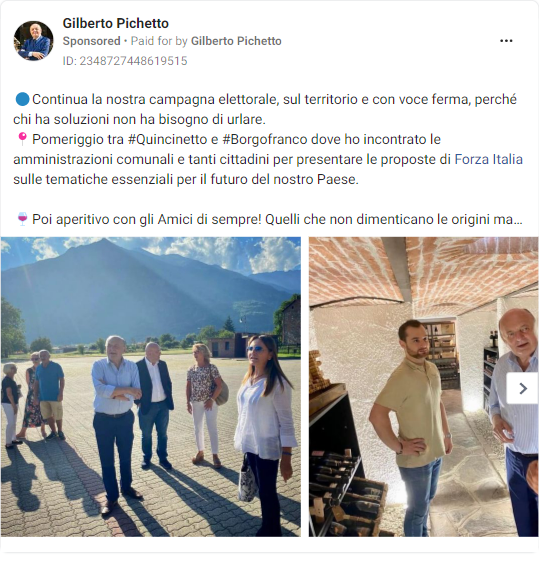 Gilberto Pichetto
Sponsored • Paid for by Gilberto Pichetto
ID: 2348727448619515
🔵Continua la nostra campagna elettorale, sul territorio e con voce ferma, perché
chi ha soluzioni non ha bisogno di urlare.
📍Pomeriggio tra #Quincinetto e #Borgofranco dove ho incontrato le
amministrazioni comunali e tanti cittadini per presentare le proposte di Forza Italia
sulle tematiche essenziali per il futuro del nostro Paese.
🍷Poi aperitivo con gli Amici di sempre! Quelli che non dimenticano le origini ma...